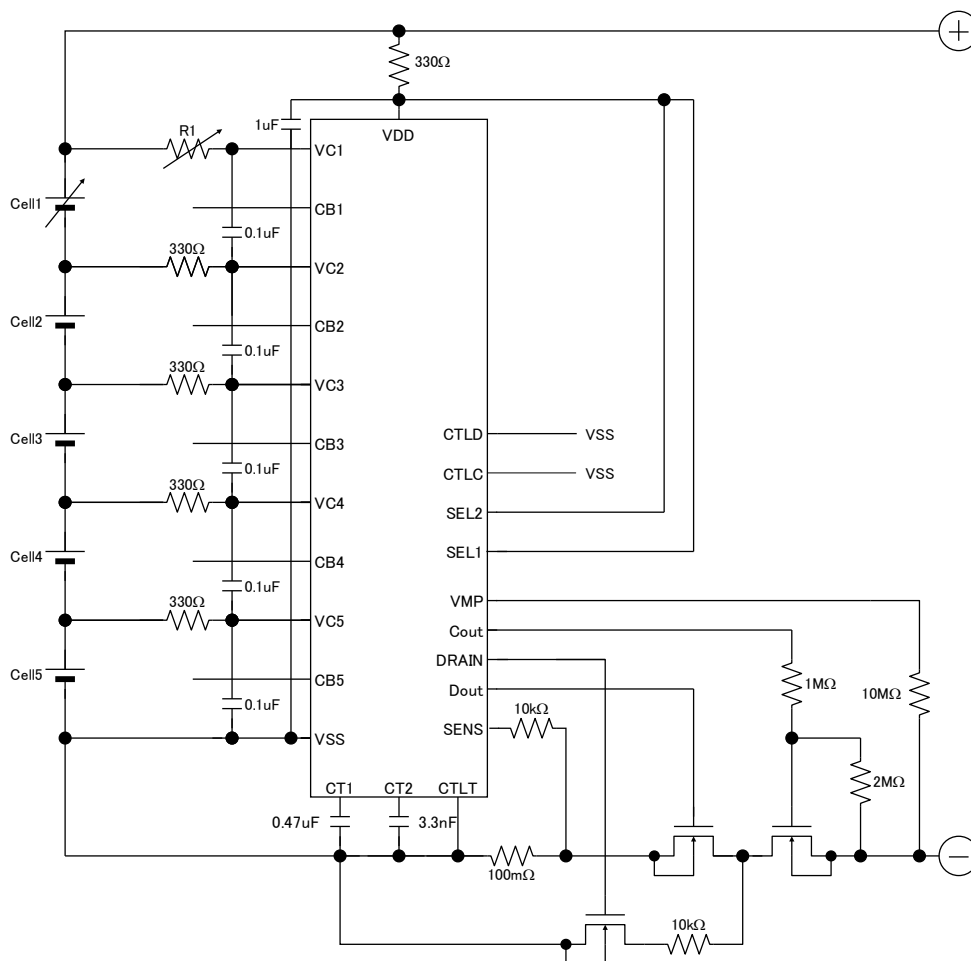 330Ω
1uF
VDD
R1
VC1
Cell1
CB1
0.1uF
330Ω
VC2
Cell2
CB2
0.1uF
330Ω
VC3
Cell3
CB3
CTLD
VSS
0.1uF
CTLC
VSS
330Ω
VC4
SEL2
Cell4
CB4
SEL1
0.1uF
330Ω
VMP
VC5
Cout
DRAIN
Cell5
CB5
Dout
1MΩ
10MΩ
0.1uF
10kΩ
VSS
SENS
2MΩ
CT1
CT2
CTLT
0.47uF
3.3nF
100mΩ
10kΩ